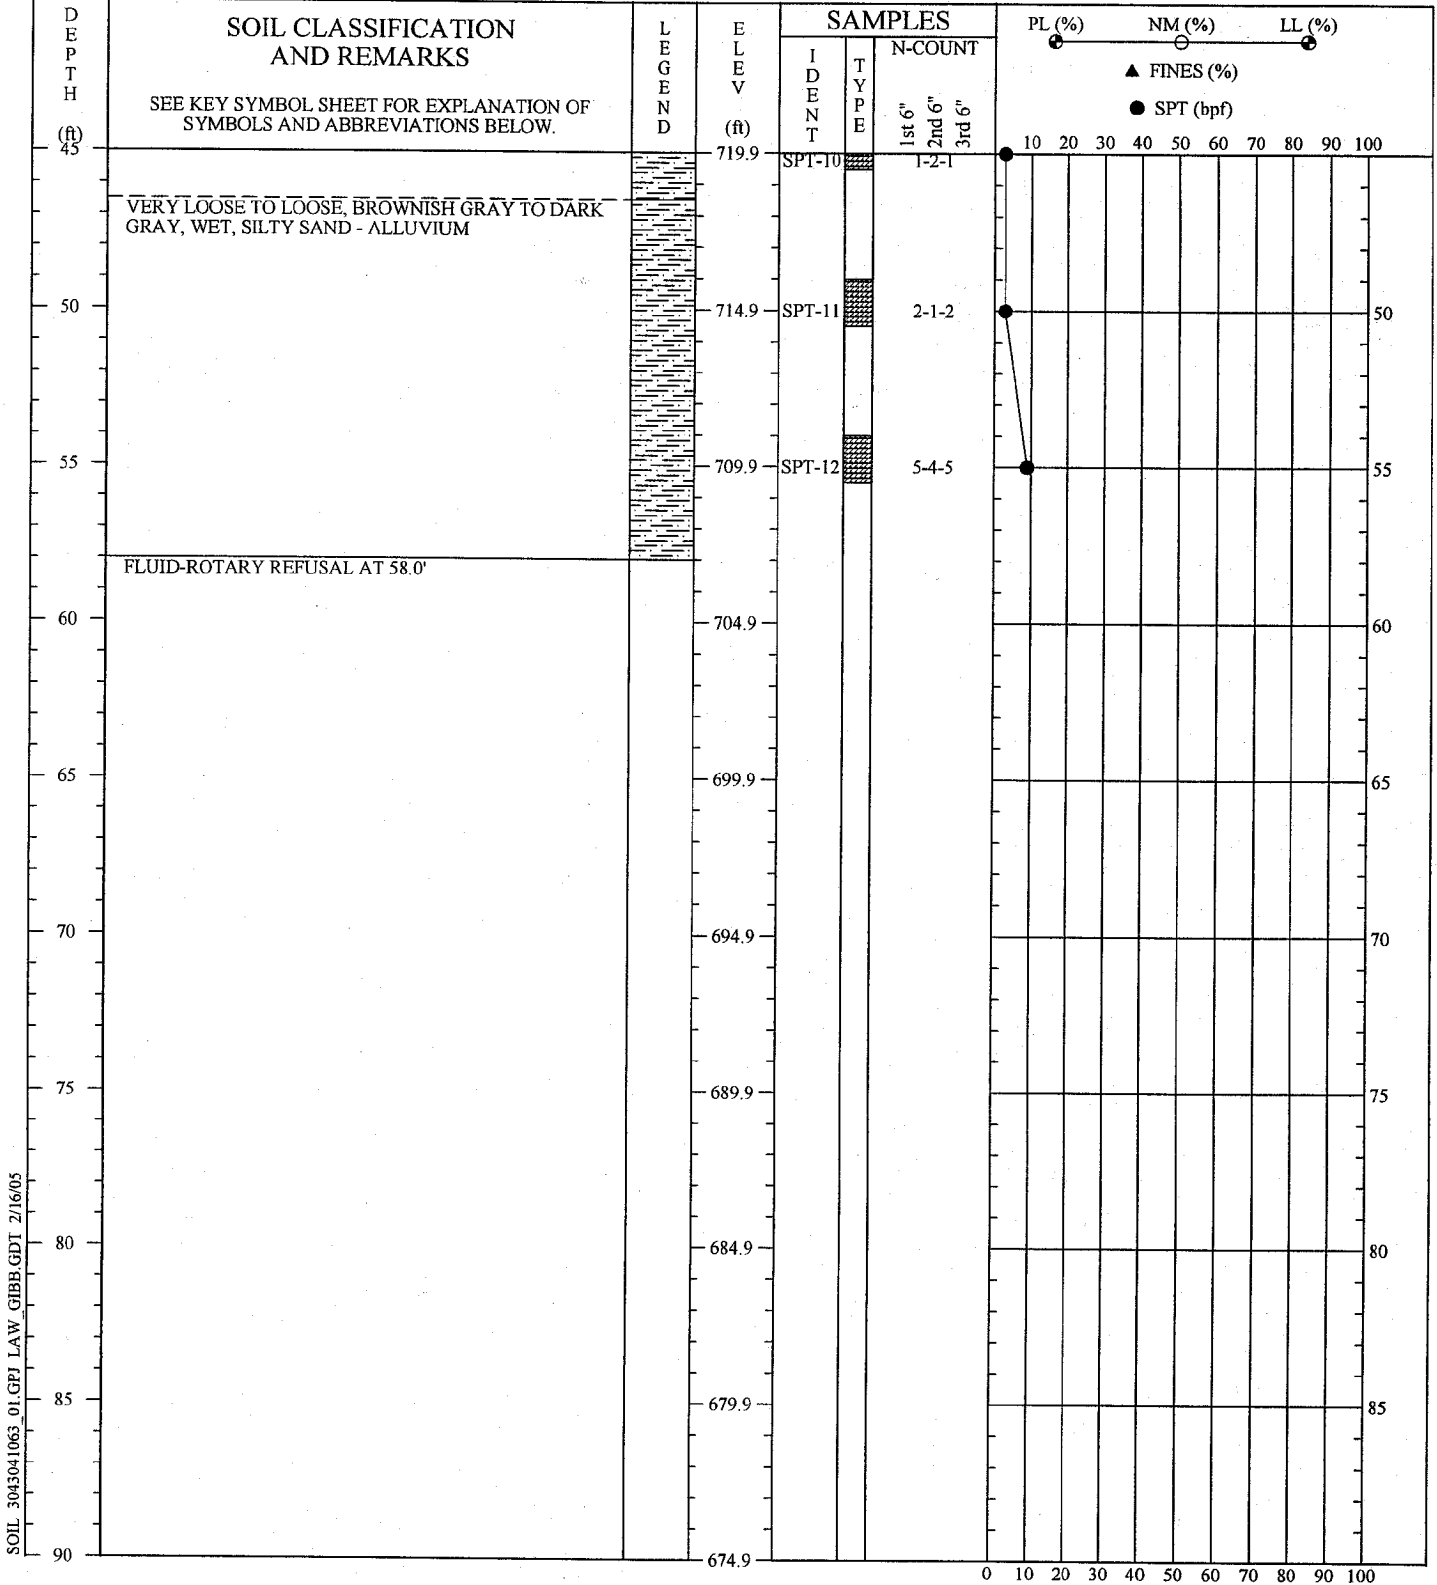 DEPTH (ft)
SOIL CLASSIFICATION
AND REMARKS
SEE KEY SYMBOL SHEET FOR EXPLANATION OF
SYMBOLS AND ABBREVIATIONS BELOW.
LEGEND
ELEV (ft)
SAMPLES
IDENT
TYPE
N-COUNT
1st 6"
2nd 6"
3rd 6"
PL (%) NM (%) LL (%)
▲ FINES (%)
● SPT (bpf)
10 20 30 40 50 60 70 80 90 100
45 719.9 SPT-10 1-2-1
VERY LOOSE TO LOOSE, BROWNISH GRAY TO DARK
GRAY, WET, SILTY SAND - ALLUVIUM
50 714.9 SPT-11 2-1-2 50
55 709.9 SPT-12 5-4-5 55
FLUID-ROTARY REFUSAL AT 58.0'
60 704.9 60
65 699.9 65
70 694.9 70
75 689.9 75
80 684.9 80
85 679.9 85
90 674.9
0 10 20 30 40 50 60 70 80 90 100
SOIL 3043041063_01.GPJ LAW_GIBB.GDT 2/16/05